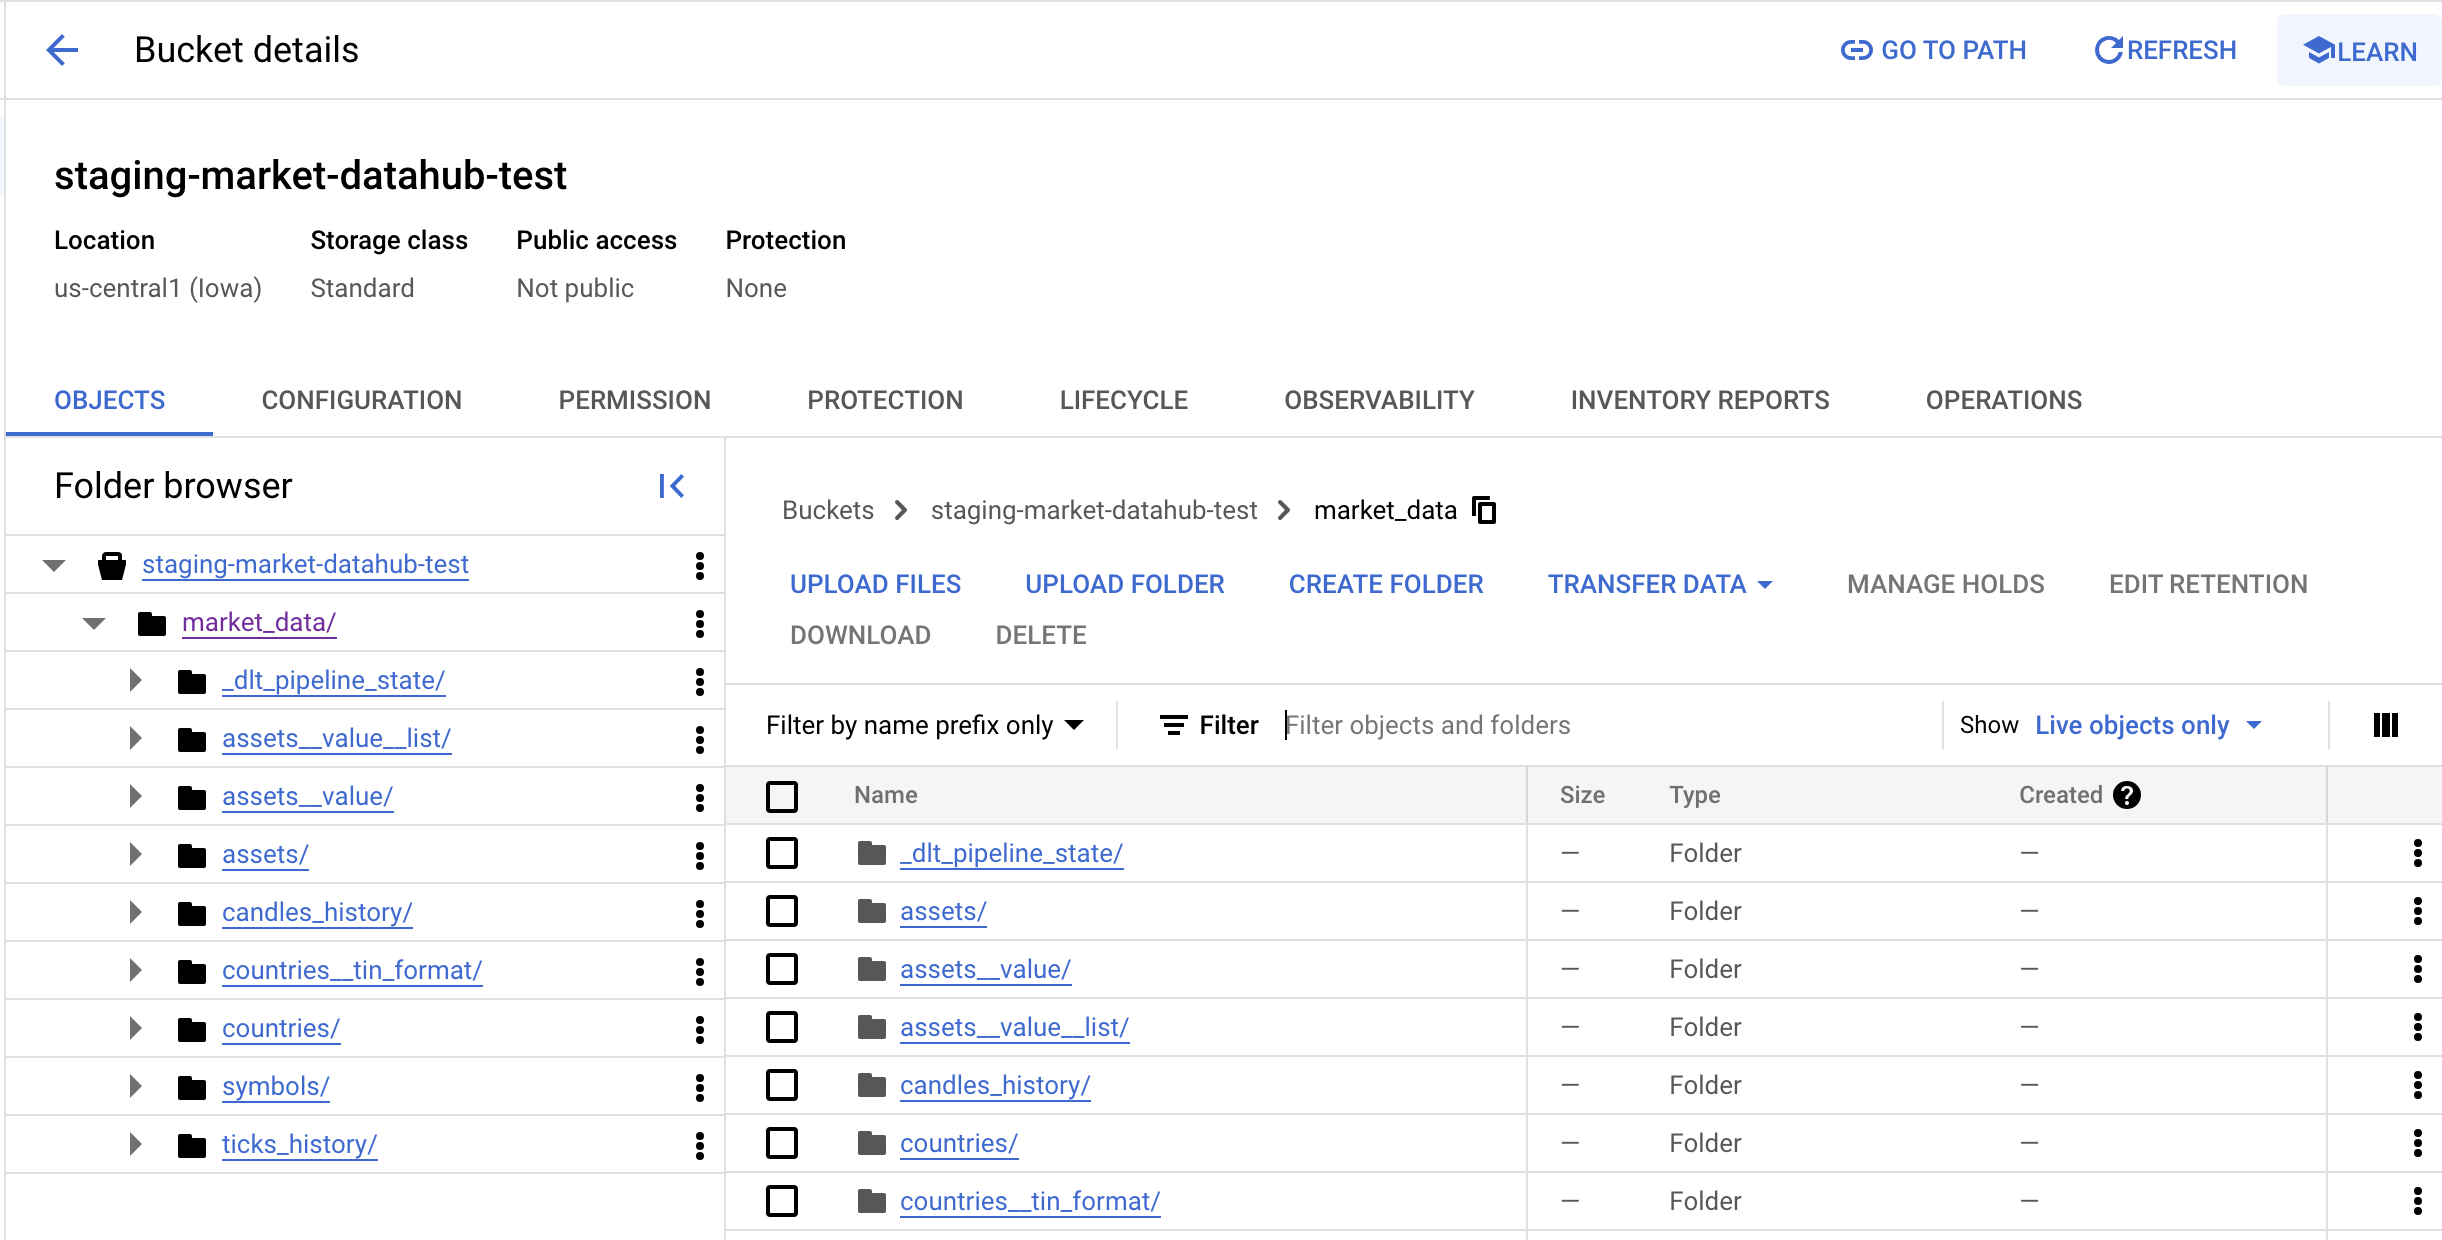 Bucket details
GO TO PATH
REFRESH
LEARN
staging-market-datahub-test
Location
Storage class
Public access
Protection
us-central1 (Iowa)
Standard
Not public
None
OBJECTS
CONFIGURATION
PERMISSION
PROTECTION
LIFECYCLE
OBSERVABILITY
INVENTORY REPORTS
OPERATIONS
Folder browser
staging-market-datahub-test
market_data/
_dlt_pipeline_state/
assets__value__list/
assets__value/
assets/
candles_history/
countries__tin_format/
countries/
symbols/
ticks_history/
Buckets > staging-market-datahub-test > market_data
UPLOAD FILES
UPLOAD FOLDER
CREATE FOLDER
TRANSFER DATA
MANAGE HOLDS
EDIT RETENTION
DOWNLOAD
DELETE
Filter by name prefix only
Filter
Filter objects and folders
Show Live objects only
Name Size Type Created ?
_dlt_pipeline_state/ — Folder —
assets/ — Folder —
assets__value/ — Folder —
assets__value__list/ — Folder —
candles_history/ — Folder —
countries/ — Folder —
countries__tin_format/ — Folder —